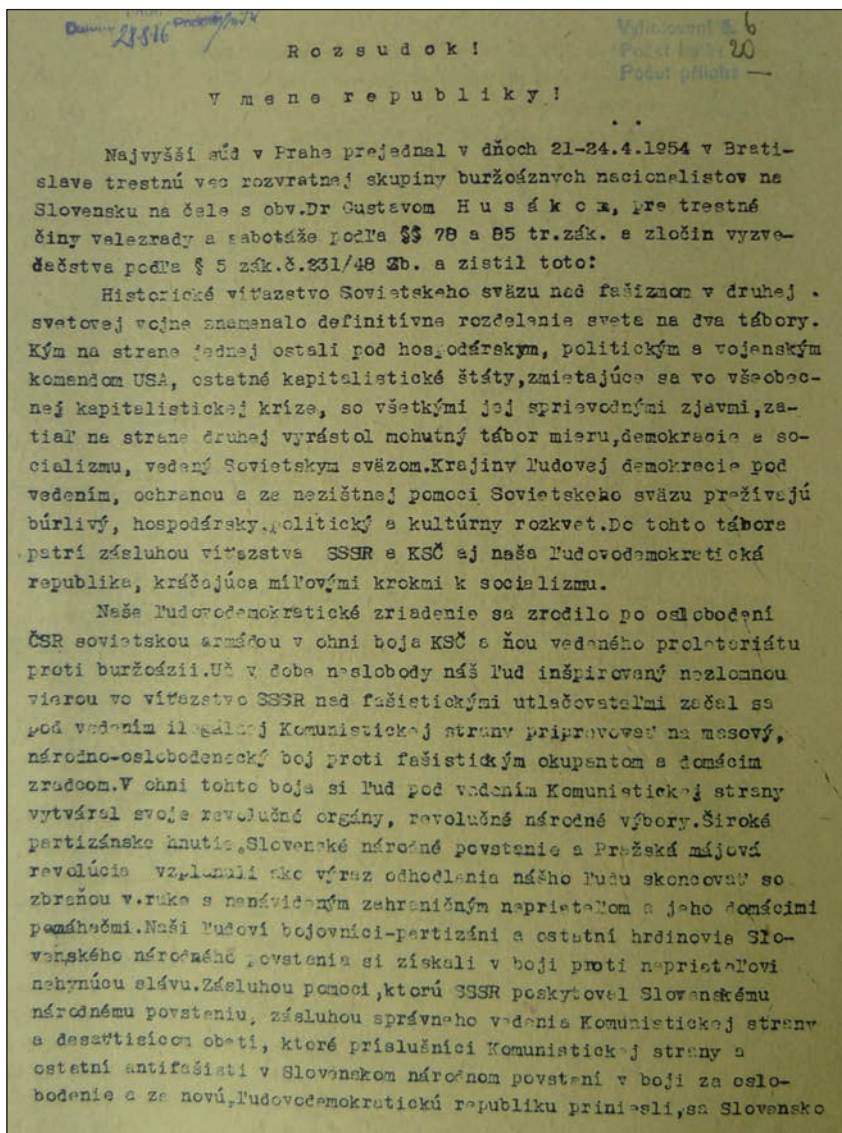 28.8.76
Vyhotovení č. 6
Počet listů 20
Počet příloh —
Rozsudok!
V mene republiky!
Najvyšší súd v Prahe prejednal v dňoch 21-24.4.1954 v Brati-
slave trestnú vec rozvratnej skupiny buržoáznych nacionalistov na
Slovensku na čele s obv.Dr Gustavom Husákom, pre trestné
činy velezrady a sabotáže podľa §§ 78 a 85 tr.zák. a zločin vyzve-
dačstva podľa § 5 zák.č.231/48 Zb. a zistil toto:
Historické víťazstvo Sovietskeho sväzu nad fašizmom v druhej
svetovej vojne znamenalo definitívne rozdelenie sveta na dva tábory.
Kým na strane jednej ostali pod hospodárskym, politickým a vojenským
komandom USA, ostatné kapitalistické štáty,zmietajúce sa vo všeobec-
nej kapitalistickej kríze, so všetkými jej sprievodnými zjavmi,za-
tiaľ na strane druhej vyrástol mohutný tábor mieru,demokracie a so-
cializmu, vedený Sovietskym sväzom.Krajiny ľudovej demokracie pod
vedením, ochranou a za nezištnej pomoci Sovietskeho sväzu prežívajú
búrlivý, hospodársky,politický a kultúrny rozkvet.Do tohto tábora
patrí zásluhou víťazstva SSSR a KSČ aj naša ľudovodemokratická
republika, kráčajúca míľovými krokmi k socializmu.
Naše ľudovodemokratické zriadenie sa zrodilo po oslobodení
ČSR sovietskou armádou v ohni boja KSČ a ňou vedeného proletariátu
proti buržoázii.Už v dobe neslobody náš ľud inšpirovaný nezlomnou
vierou vo víťazstvo SSSR nad fašistickými utlačovateľmi začal sa
pod vedením ilegálnej Komunistickej strany pripravovať na masový,
národno-oslobodenecký boj proti fašistickým okupantom a domácim
zradcom.V ohni tohto boja si ľud pod vedením Komunistickej strany
vytváral svoje revolučné orgány, revolučné národné výbory.Široké
partizánske hnutie,Slovenské národné povstanie a Pražská májová
revolúcia vzplanuli ako výraz odhodlania nášho ľudu skoncovať so
zbraňou v ruke s nenávideným zahraničným nepriateľom a jeho domácimi
pomáhačmi.Naši ľudoví bojovníci-partizáni a ostatní hrdinovia Slo-
venského národného povstania si získali v boji proti nepriateľovi
nehynúcu slávu.Zásluhou pomoci,ktorú SSSR poskytoval Slovenskému
národnému povstaniu, zásluhou správneho vedenia Komunistickej strany
a desaťtisícom obetí, ktoré príslušníci Komunistickej strany a
ostatní antifašisti v Slovenskom národnom povstaní v boji za oslo-
bodenie a za novú,ľudovodemokratickú republiku priniesli,sa Slovensko